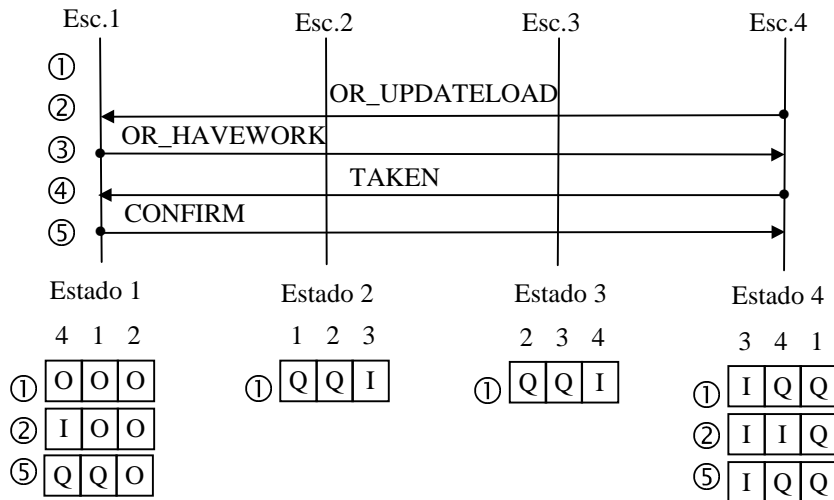 Esc.1 Esc.2 Esc.3 Esc.4
①
② OR_UPDATELOAD
③ OR_HAVEWORK
④ TAKEN
⑤ CONFIRM
Estado 1 Estado 2 Estado 3 Estado 4
4 1 2 1 2 3 2 3 4 3 4 1
① O O O ① Q Q I ① Q Q I ① I Q Q
② I O O ② I I Q
⑤ Q Q O ⑤ I Q Q